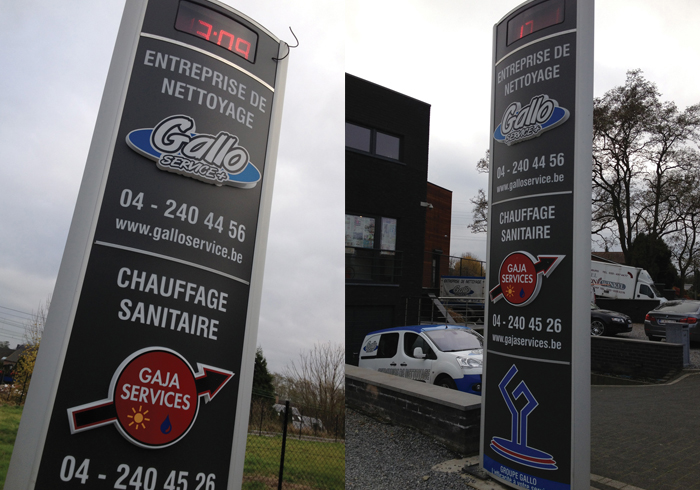 3:09
ENTREPRISE DE
NETTOYAGE
Gallo
SERVICE+
04 - 240 44 56
www.galloservice.be
CHAUFFAGE
SANITAIRE
GAJA
SERVICES
04 - 240 45 26
ENTREPRISE DE
NETTOYAGE
Gallo
SERVICE+
04 - 240 44 56
www.galloservice.be
CHAUFFAGE
SANITAIRE
GAJA
SERVICES
04 - 240 45 26
www.gajaservices.be
GROUPE GALLO